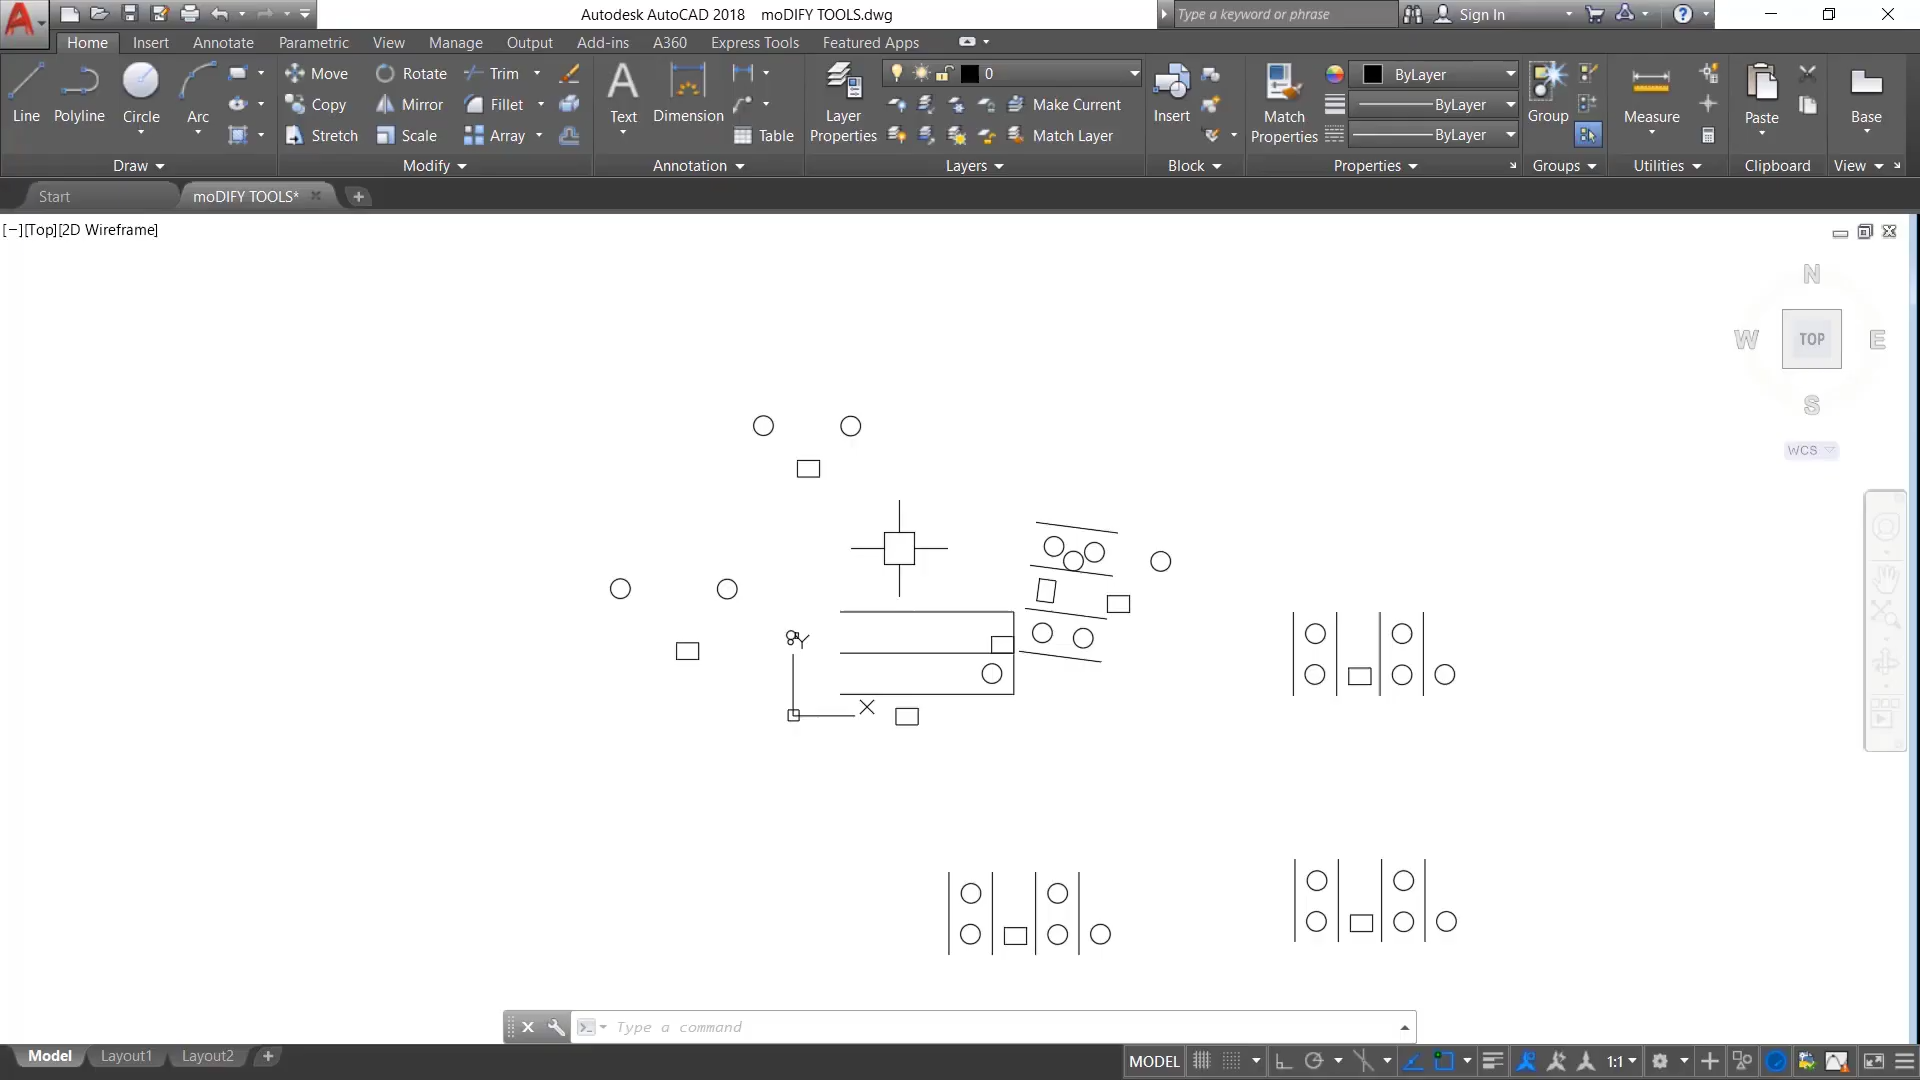 Autodesk AutoCAD 2018 moDIFY TOOLS.dwg
Type a keyword or phrase
Sign In
Home Insert Annotate Parametric View Manage Output Add-ins A360 Express Tools Featured Apps
Line Polyline Circle Arc
Move Rotate Trim
Copy Mirror Fillet
Stretch Scale Array
Text Dimension Table
Layer Properties
0
Make Current
Match Layer
Insert
Match Properties
ByLayer
ByLayer
ByLayer
Group Measure Paste Base
Draw Modify Annotation Layers Block Properties Groups Utilities Clipboard View
Start moDIFY TOOLS*
[−][Top][2D Wireframe]
N
W TOP E
S
WCS
Y
X
Type a command
Model Layout1 Layout2
MODEL 1:1